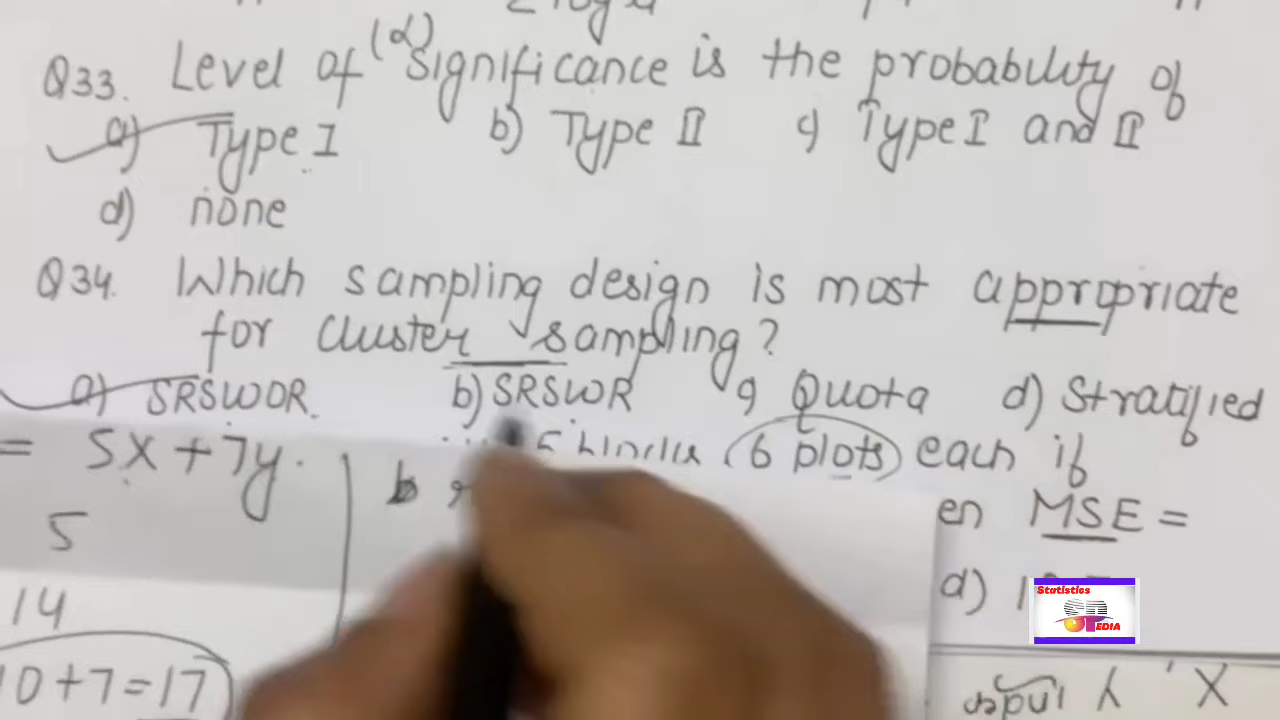 (α)
Q33. Level of significance is the probability of
a) Type I b) Type II c) Type I and II
d) none
Q34. Which sampling design is most appropriate
for cluster sampling?
a) SRSWOR b) SRSWR c) Quota d) Stratified
6 plots each if
en MSE =
d)
= 5X + 7y.
5
14
10+7=17
b
Statistics
PEDIA
X, Y